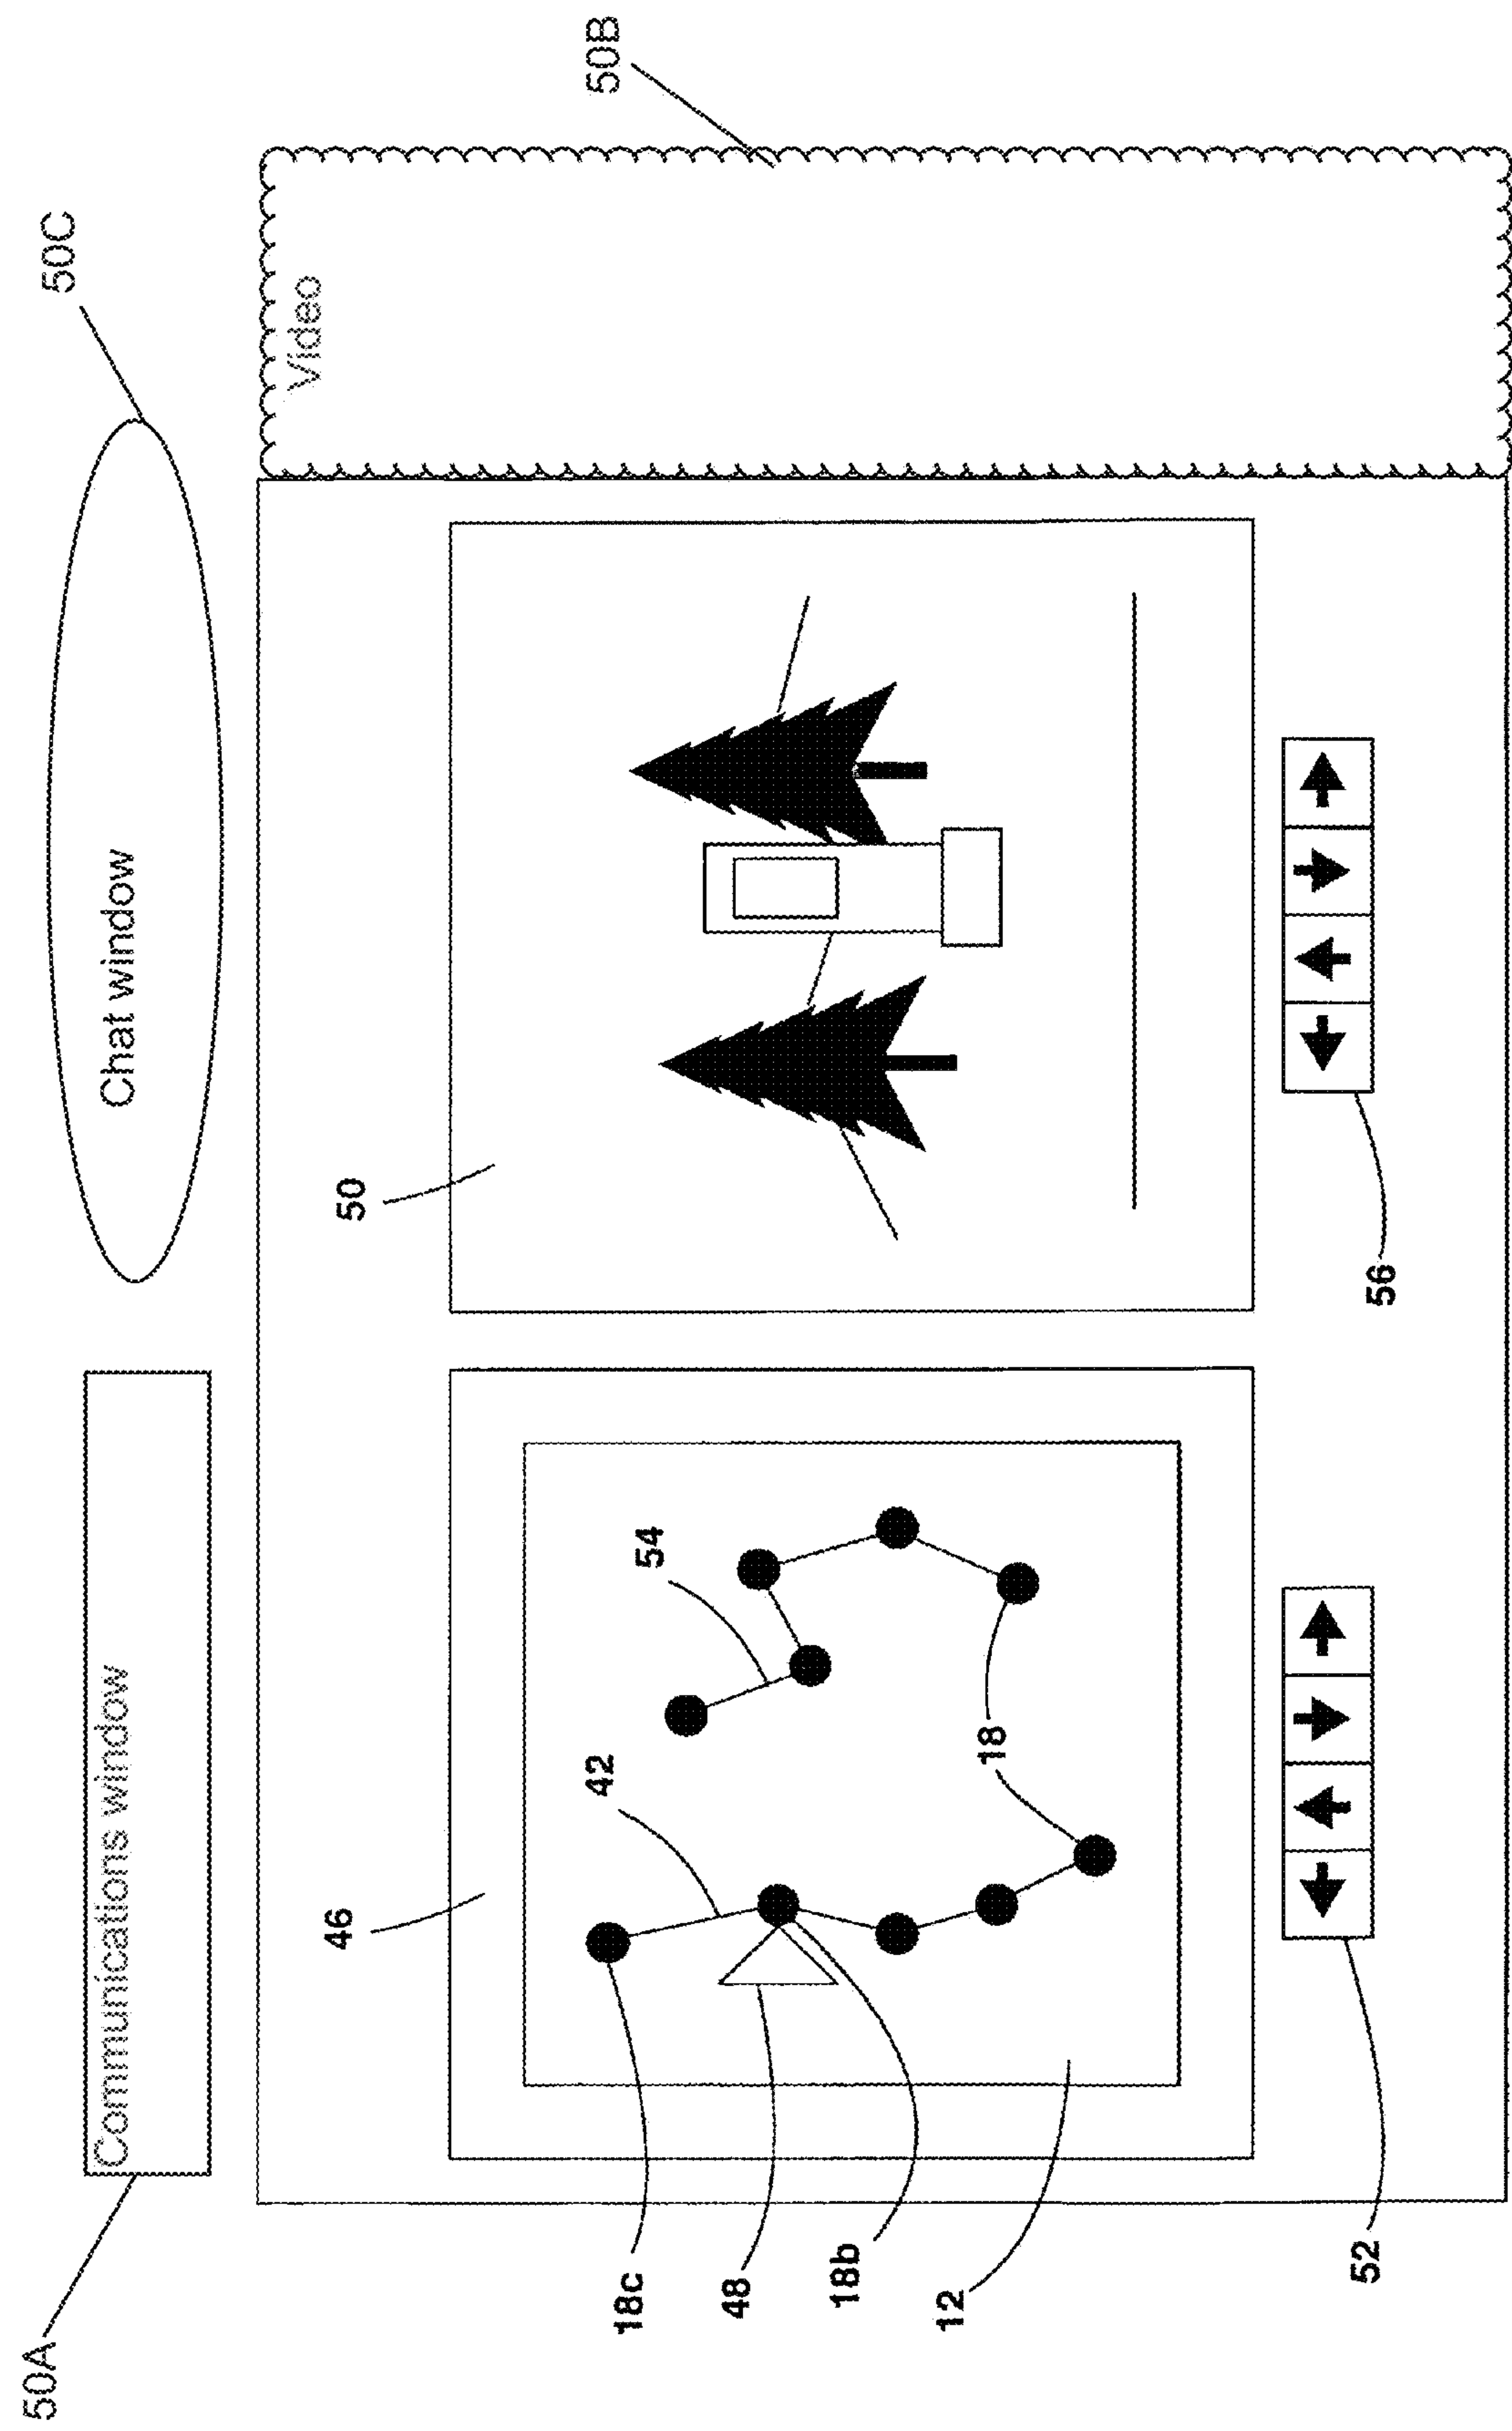 50A
Communications window
50C
Chat window
50B
Video
46
50
42
54
18
18c
48
18b
12
52
56